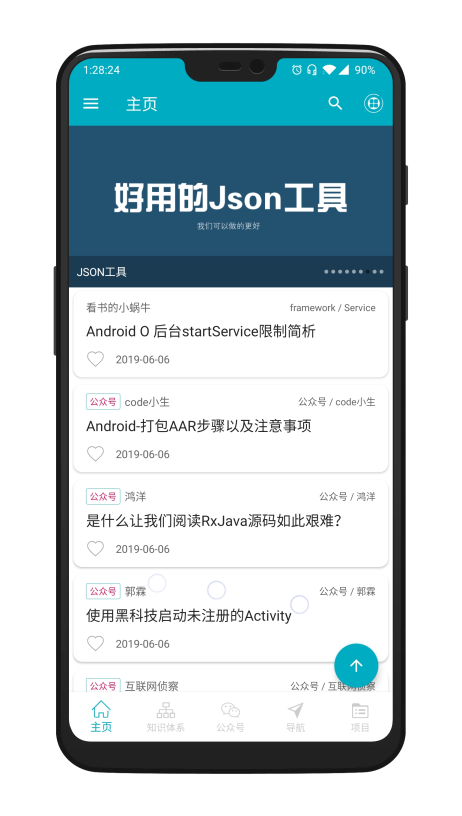 1:28:24 90%
主页
好用的Json工具
我们可以做的更好
JSON工具
看书的小蜗牛 framework / Service
Android O 后台startService限制简析
2019-06-06
公众号 code小生 公众号 / code小生
Android-打包AAR步骤以及注意事项
2019-06-06
公众号 鸿洋 公众号 / 鸿洋
是什么让我们阅读RxJava源码如此艰难?
2019-06-06
公众号 郭霖 公众号 / 郭霖
使用黑科技启动未注册的Activity
2019-06-06
公众号 互联网侦察 公众号 / 互联网侦察
主页 知识体系 公众号 导航 项目